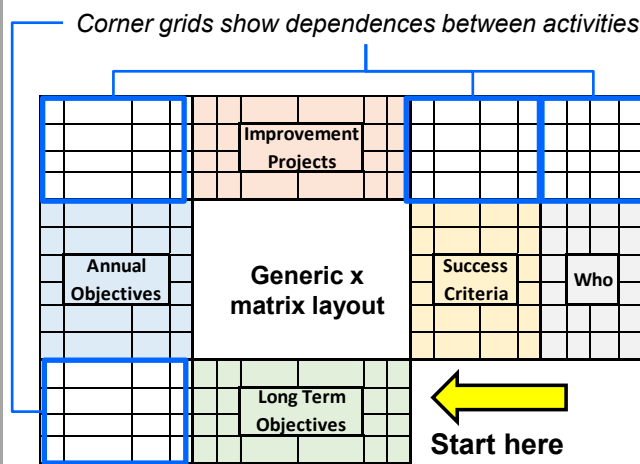 Corner grids show dependences between activities
Improvement
Projects
Annual
Objectives
Generic x
matrix layout
Success
Criteria
Who
Long Term
Objectives
Start here